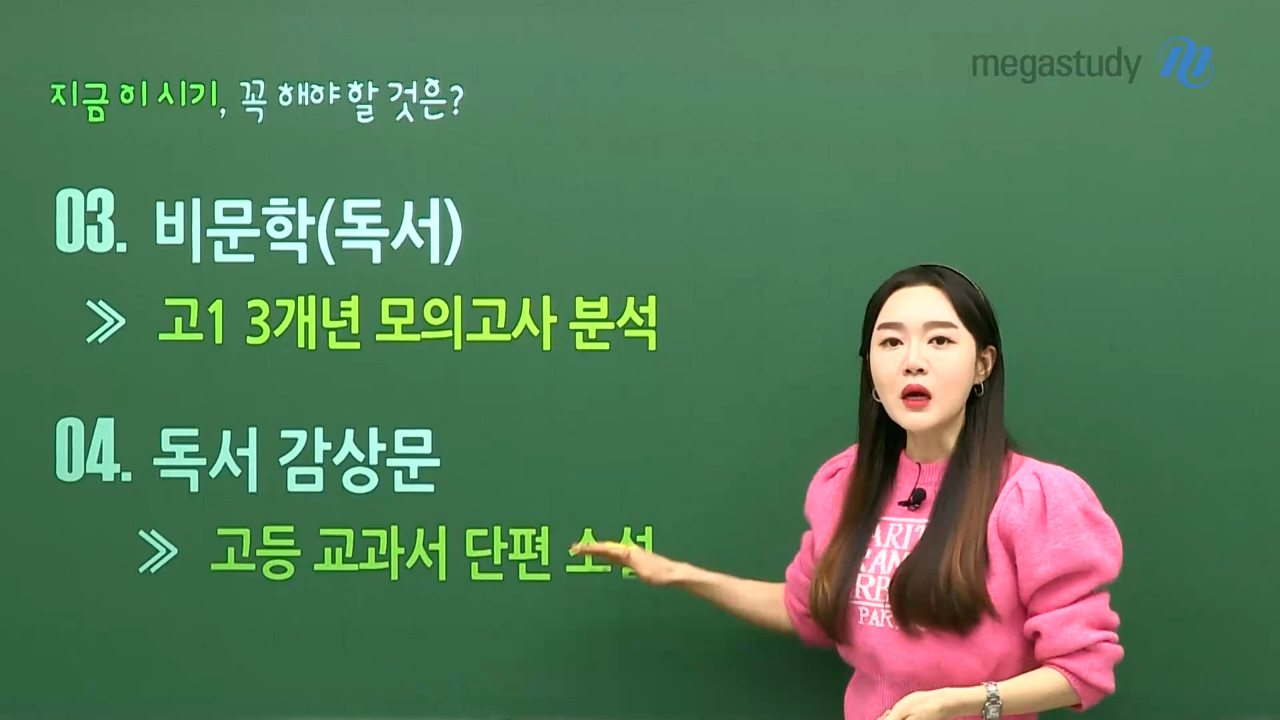 megastudy
지금 이 시기, 꼭 해야 할 것은?
03. 비문학(독서)
≫ 고1 3개년 모의고사 분석
04. 독서 감상문
≫ 고등 교과서 단편 소설
PAR